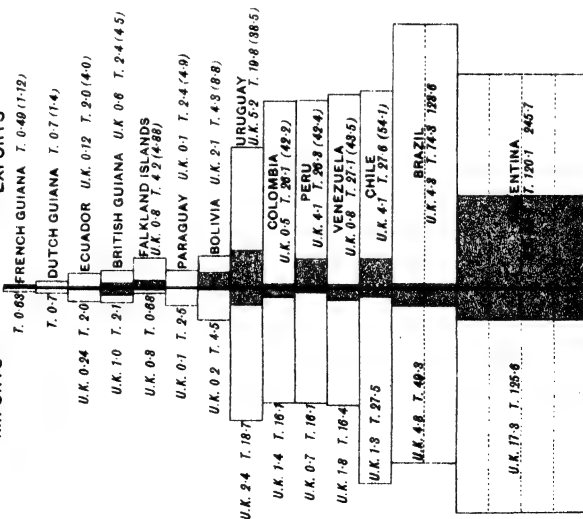 IMPORTS EXPORTS
T. 0·63 FRENCH GUIANA T. 0·49 (1·12)
T. 0·7 DUTCH GUIANA T. 0·7 (1·4)
U.K. 0·24 T. 2·0 ECUADOR U.K. 0·12 T. 2·0 (4·0)
U.K. 1·0 T. 2·1 BRITISH GUIANA U.K 0·6 T. 2·4 (4·5)
U.K. 0·8 T. 0·68 FALKLAND ISLANDS
U.K. 0·8 T. 4·2 (4·88)
U.K. 0·1 T. 2·5 PARAGUAY U.K. 0·1 T. 2·4 (4·9)
U.K. 0·2 T. 4·5 BOLIVIA U.K. 2·1 T. 4·3 (8·8)
U.K. 2·4 T. 18·7 URUGUAY
U.K. 5·2 T. 19·8 (38·5)
U.K. 1·4 T. 16·1 COLOMBIA
U.K. 0·5 T. 26·1 (42·2)
U.K. 0·7 T. 16·1 PERU
U.K. 4·1 T. 26·3 (42·4)
U.K. 1·8 T. 16·4 VENEZUELA
U.K. 0·8 T. 27·1 (43·5)
U.K. 1·3 T. 27·5 CHILE
U.K. 4·1 T. 27·6 (54·1)
BRAZIL
U.K. 4·8 T. 49·3 U.K. 4·8 T. 74·3 123·6
ENTINA
U.K. 17·3 T. 125·6 T. 120·1 245·7